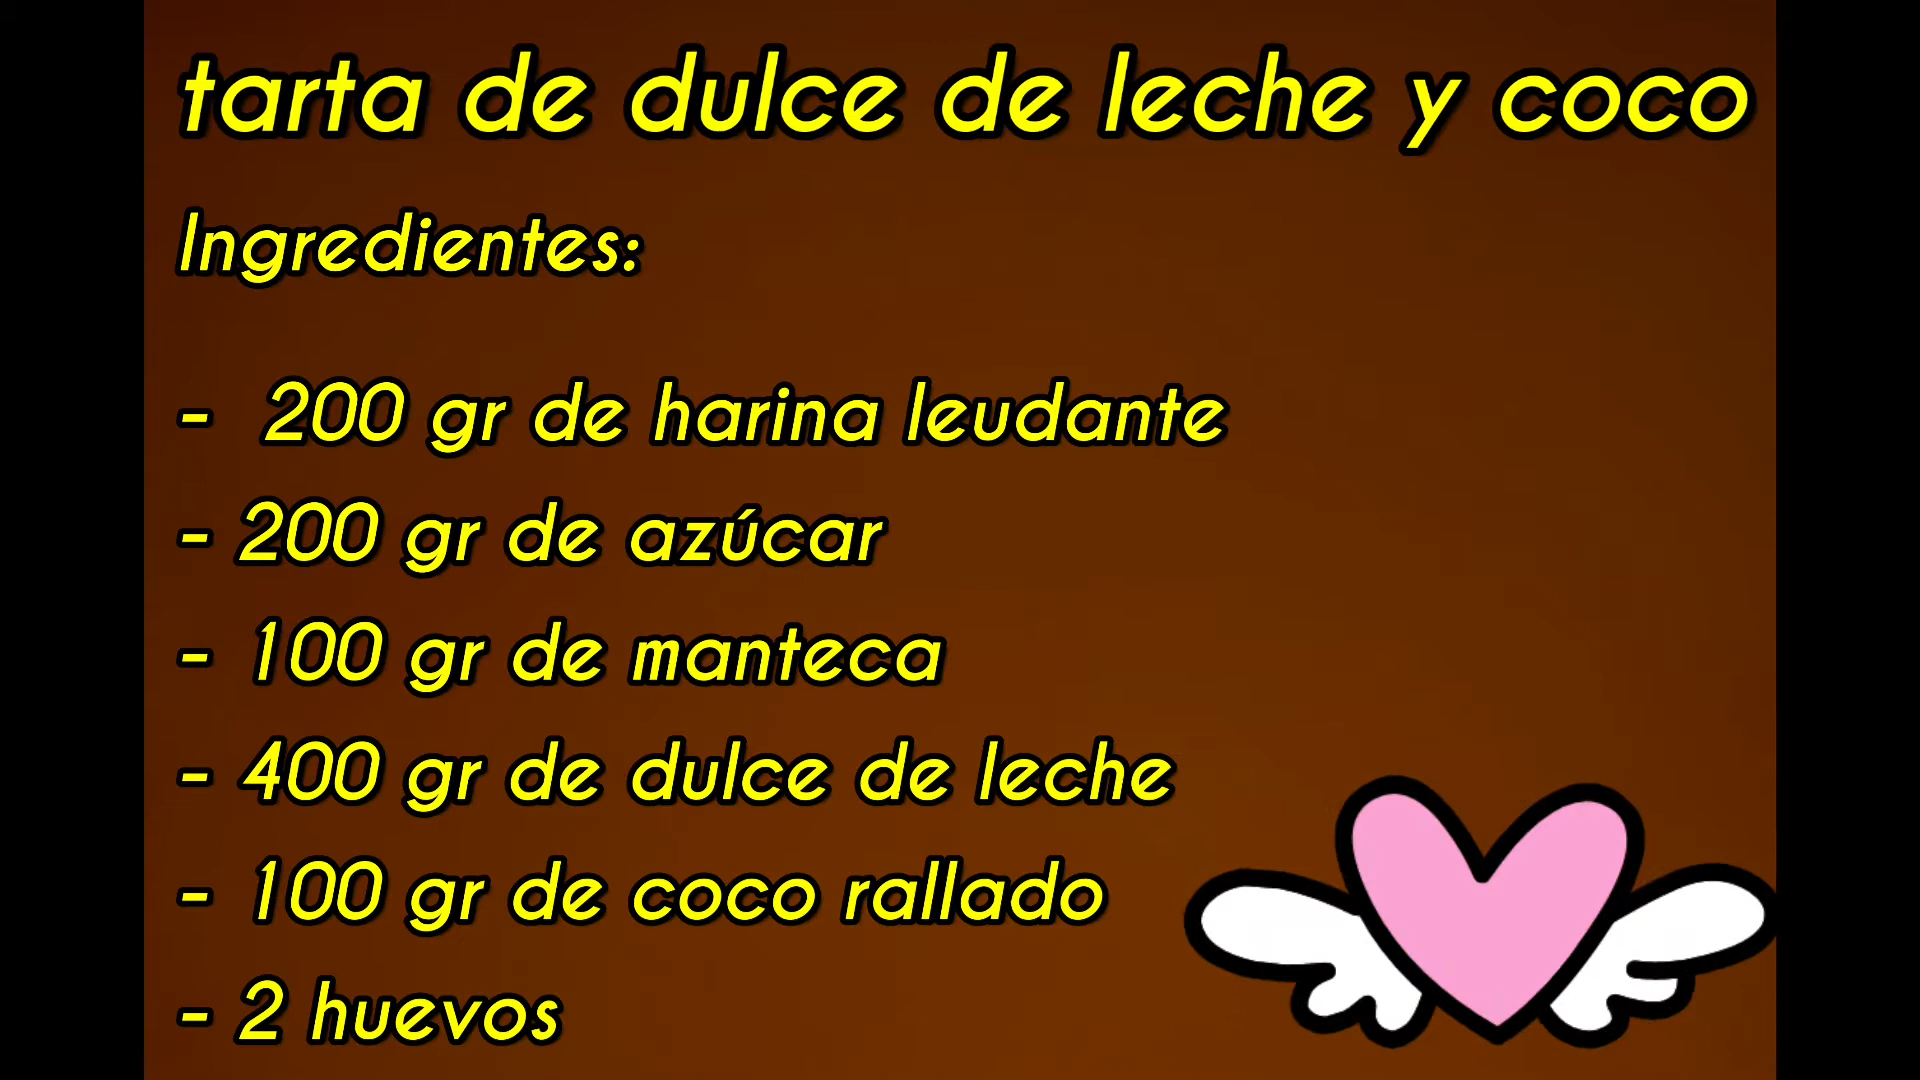 tarta de dulce de leche y coco
Ingredientes:
- 200 gr de harina leudante
- 200 gr de azúcar
- 100 gr de manteca
- 400 gr de dulce de leche
- 100 gr de coco rallado
- 2 huevos